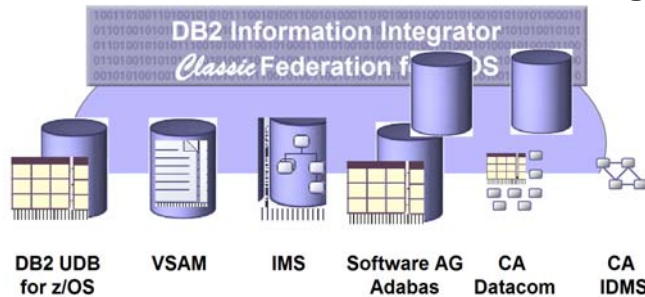 DB2 Information Integrator
Classic Federation f OS
DB2 UDB
for z/OS
VSAM
IMS
Software AG
Adabas
CA
Datacom
CA
IDMS